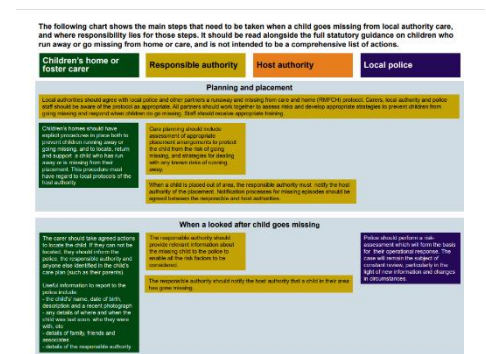 The following chart shows the main steps that need to be taken when a child goes missing from local authority care,
and where responsibility lies for those steps. It should be read alongside the full statutory guidance on children who
run away or go missing from home or care, and is not intended to be a comprehensive list of actions.
Children's home or
foster carer
Responsible authority
Host authority
Local police
Planning and placement
Local authorities should agree with local police and other partners a runaway and missing from care and home (RMFCH) protocol. Carers, local authority and police
staff should be aware of the protocol as appropriate. All partners should work together to assess risks and develop appropriate strategies to prevent children from
going missing and respond when children do go missing. Staff should receive appropriate training.
Children's homes should have
explicit procedures in place both to
prevent children running away or
going missing, and to locate, return
and support a child who has run
away or is missing from their
placement. This procedure must
have regard to local protocols of the
host authority.
Care planning should include
assessment of appropriate
placement arrangements to protect
the child from the risk of going
missing, and strategies for dealing
with any known risks of running
away.
When a child is placed out of area, the responsible authority must notify the host
authority of the placement. Notification processes for missing episodes should be
agreed between the responsible and host authorities.
When a looked after child goes missing
The carer should take agreed actions
to locate the child. If they can not be
located, they should inform the
police, the responsible authority and
anyone else identified in the child's
care plan (such as their parents).
Useful information to report to the
police include:
- the child's name, date of birth,
description and a recent photograph
- any details of where and when the
child was last seen, who they were
with, etc
- details of family, friends and
associates
- details of the responsible authority
The responsible authority should
provide relevant information about
the missing child to the police to
enable all the risk factors to be
considered.
The responsible authority should notify the host authority that a child in their area
has gone missing.
Police should perform a risk-
assessment which will form the basis
for their operational response. The
case will remain the subject of
constant review, particularly in the
light of new information and changes
in circumstances.